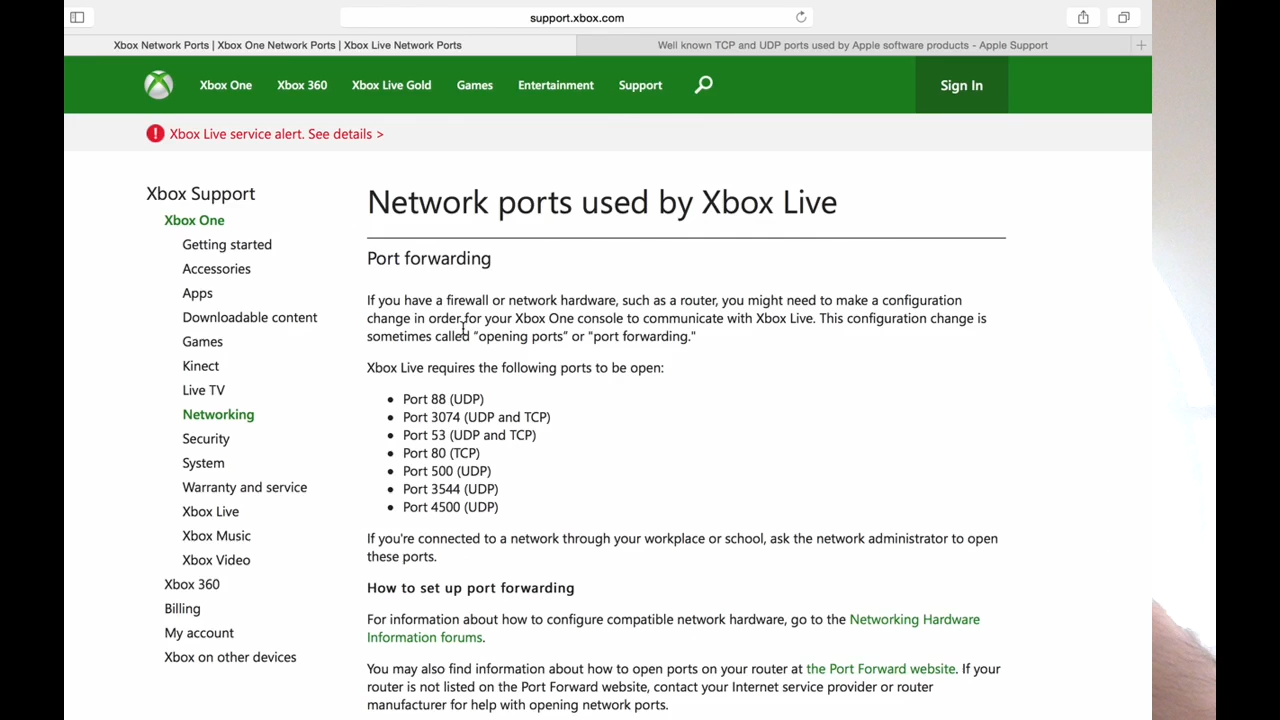 support.xbox.com
Xbox Network Ports | Xbox One Network Ports | Xbox Live Network Ports
Well known TCP and UDP ports used by Apple software products - Apple Support
Xbox One
Xbox 360
Xbox Live Gold
Games
Entertainment
Support
Sign In
! Xbox Live service alert. See details >
Xbox Support
Xbox One
Getting started
Accessories
Apps
Downloadable content
Games
Kinect
Live TV
Networking
Security
System
Warranty and service
Xbox Live
Xbox Music
Xbox Video
Xbox 360
Billing
My account
Xbox on other devices
Network ports used by Xbox Live
Port forwarding
If you have a firewall or network hardware, such as a router, you might need to make a configuration
change in order for your Xbox One console to communicate with Xbox Live. This configuration change is
sometimes called “opening ports” or "port forwarding."
Xbox Live requires the following ports to be open:
• Port 88 (UDP)
• Port 3074 (UDP and TCP)
• Port 53 (UDP and TCP)
• Port 80 (TCP)
• Port 500 (UDP)
• Port 3544 (UDP)
• Port 4500 (UDP)
If you're connected to a network through your workplace or school, ask the network administrator to open
these ports.
How to set up port forwarding
For information about how to configure compatible network hardware, go to the Networking Hardware
Information forums.
You may also find information about how to open ports on your router at the Port Forward website. If your
router is not listed on the Port Forward website, contact your Internet service provider or router
manufacturer for help with opening network ports.